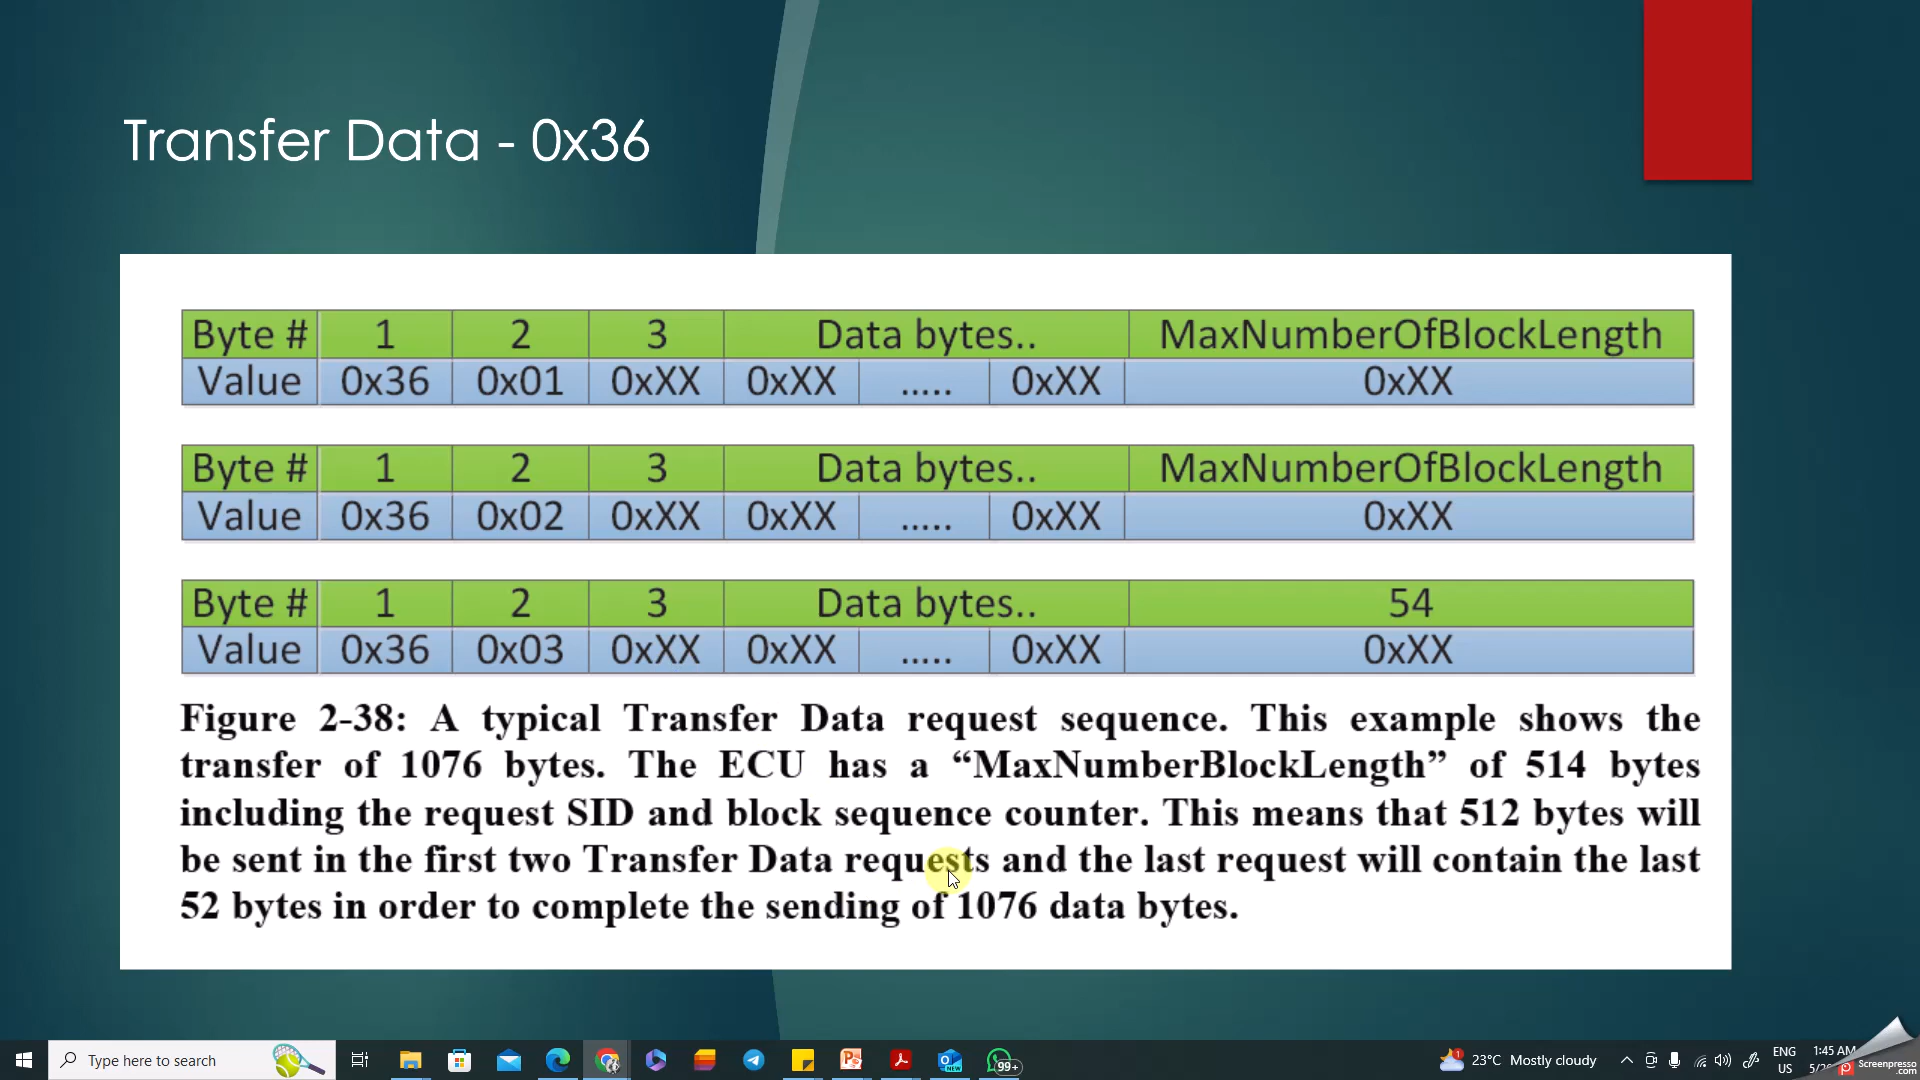 Transfer Data - 0x36
Byte # 1 2 3 Data bytes.. MaxNumberOfBlockLength
Value 0x36 0x01 0xXX 0xXX ..... 0xXX 0xXX
Byte # 1 2 3 Data bytes.. MaxNumberOfBlockLength
Value 0x36 0x02 0xXX 0xXX ..... 0xXX 0xXX
Byte # 1 2 3 Data bytes.. 54
Value 0x36 0x03 0xXX 0xXX ..... 0xXX 0xXX
Figure 2-38: A typical Transfer Data request sequence. This example shows the
transfer of 1076 bytes. The ECU has a “MaxNumberBlockLength” of 514 bytes
including the request SID and block sequence counter. This means that 512 bytes will
be sent in the first two Transfer Data requests and the last request will contain the last
52 bytes in order to complete the sending of 1076 data bytes.
Type here to search
99+
23°C Mostly cloudy
ENG
US
1:45 AM
Screenpresso
.com